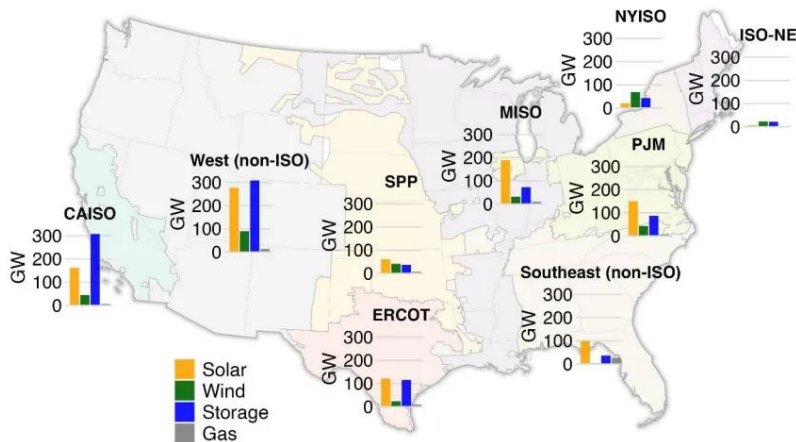 NYISO
300
200
100
0
GW
ISO-NE
300
200
100
0
GW
MISO
300
200
100
0
GW
PJM
300
200
100
0
GW
West (non-ISO)
300
200
100
0
GW
SPP
300
200
100
0
GW
CAISO
300
200
100
0
GW
Southeast (non-ISO)
300
200
100
0
GW
ERCOT
300
200
100
0
GW
Solar
Wind
Storage
Gas